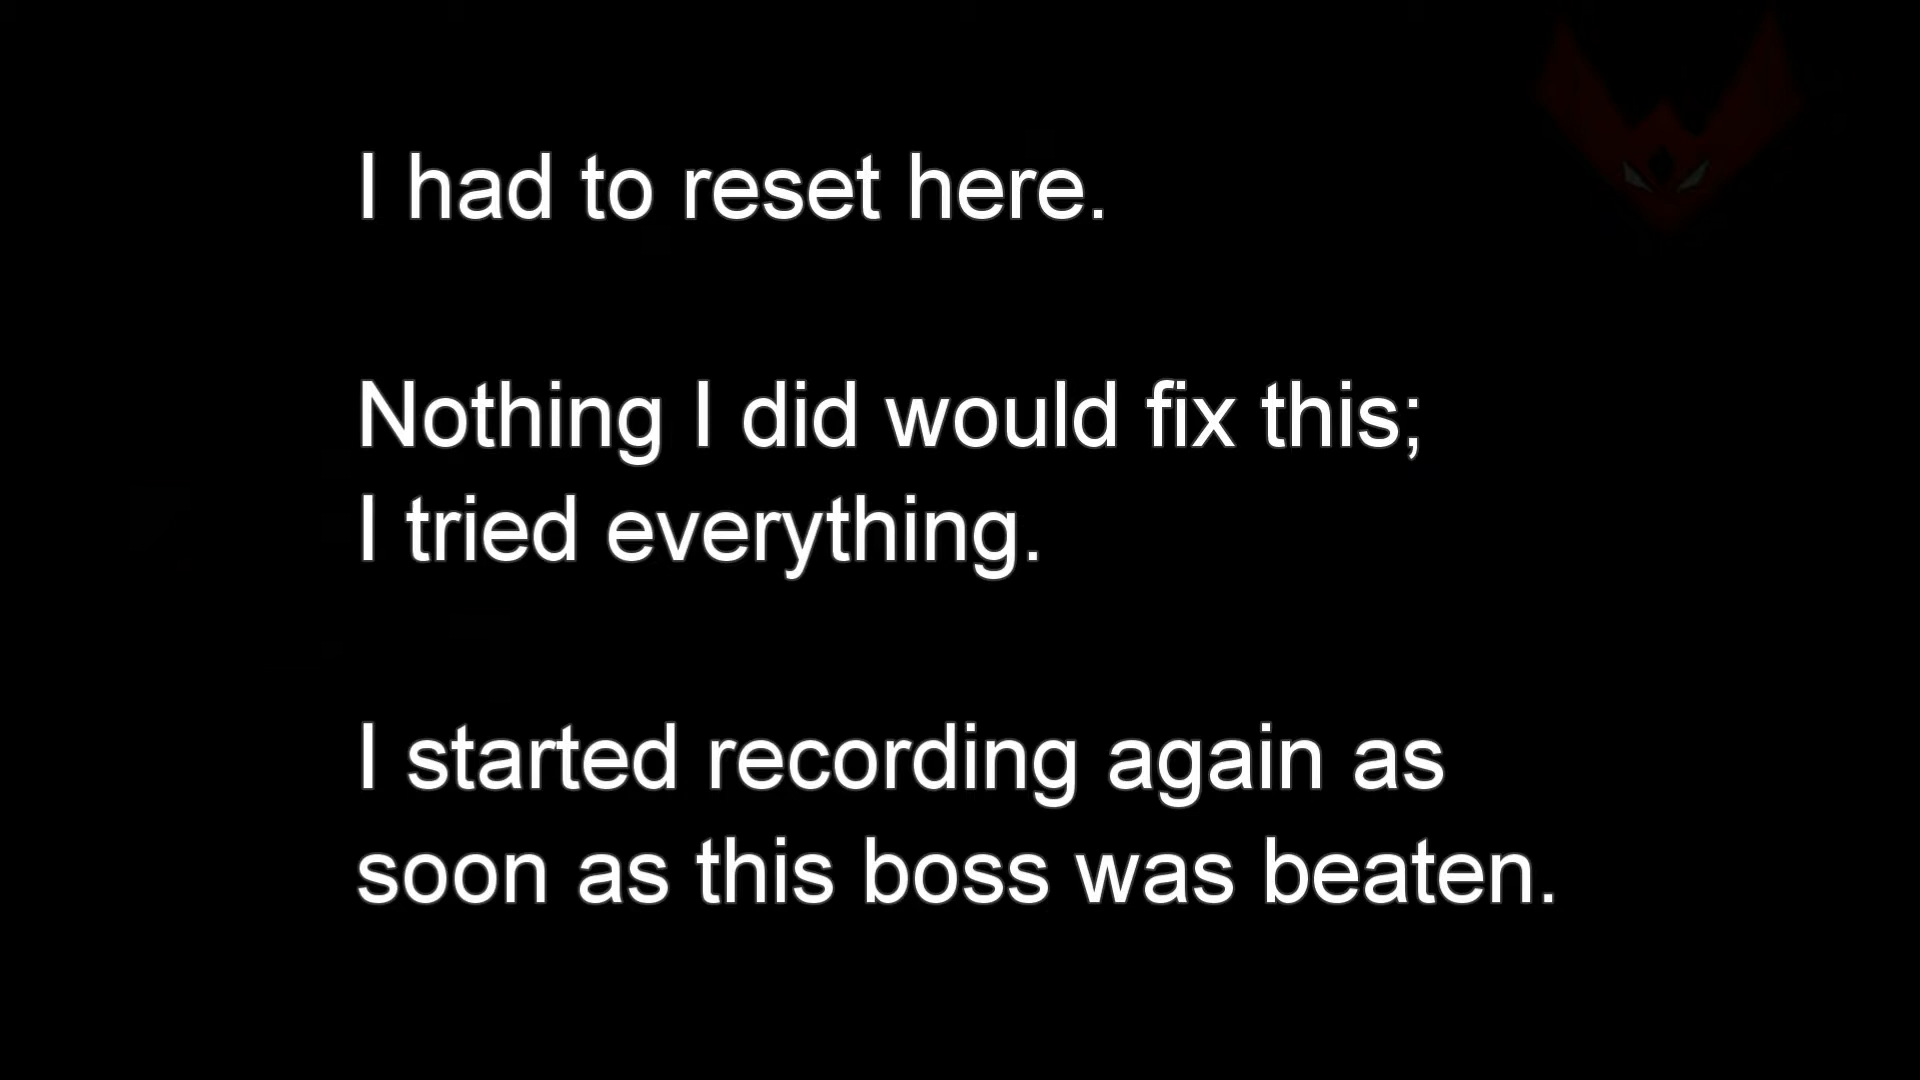 I had to reset here.
Nothing I did would fix this;
I tried everything.
I started recording again as
soon as this boss was beaten.